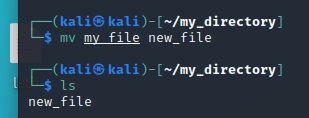 ┌──(kali㉿kali)-[~/my_directory]
└─$ mv my_file new_file
┌──(kali㉿kali)-[~/my_directory]
└─$ ls
new_file